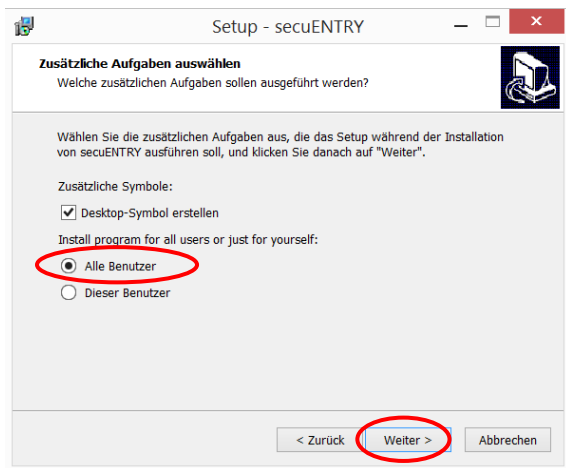 Setup - secuENTRY
Zusätzliche Aufgaben auswählen
Welche zusätzlichen Aufgaben sollen ausgeführt werden?
Wählen Sie die zusätzlichen Aufgaben aus, die das Setup während der Installation
von secuENTRY ausführen soll, und klicken Sie danach auf "Weiter".
Zusätzliche Symbole:
Desktop-Symbol erstellen
Install program for all users or just for yourself:
Alle Benutzer
Dieser Benutzer
< Zurück Weiter > Abbrechen